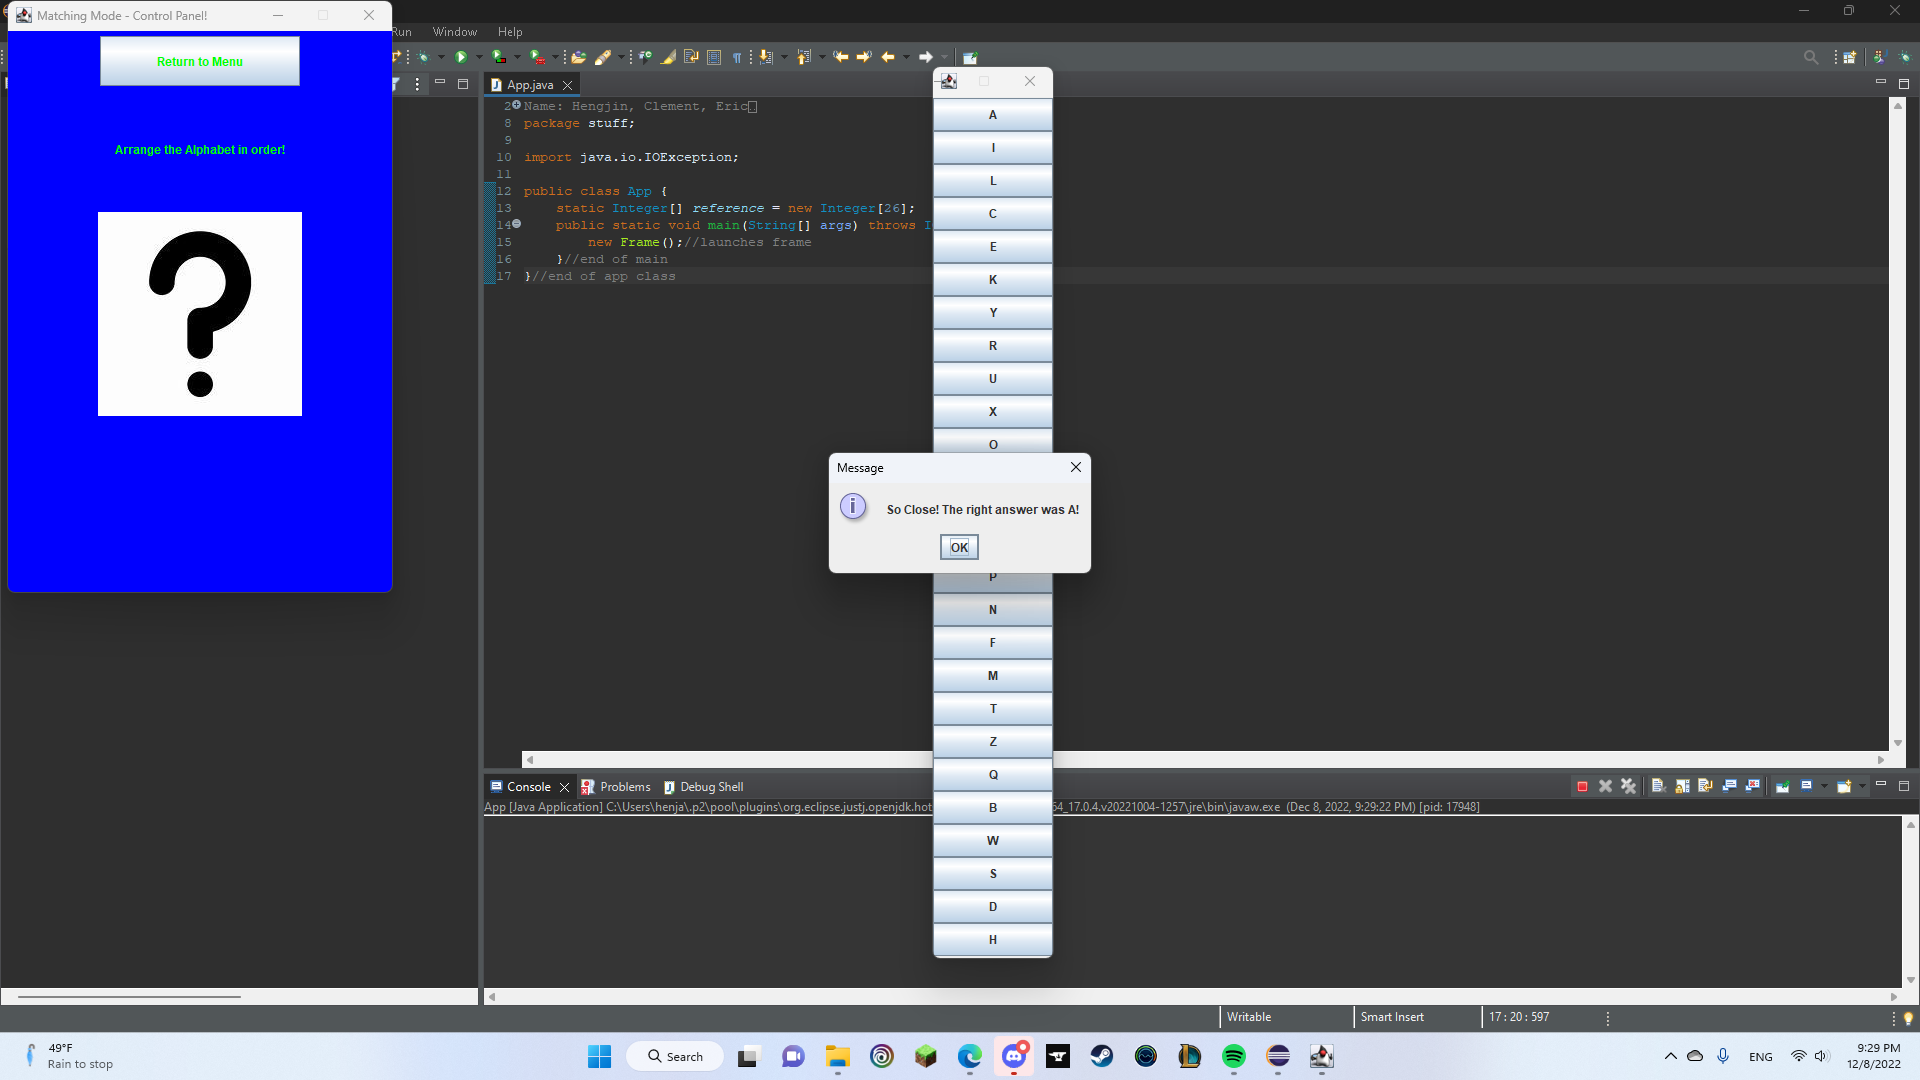 Matching Mode - Control Panel!
Return to Menu
Arrange the Alphabet in order!
Run Window Help
App.java
2 Name: Hengjin, Clement, Eric
8 package stuff;
9
10 import java.io.IOException;
11
12 public class App {
13 static Integer[] reference = new Integer[26];
14 public static void main(String[] args) throws I
15 new Frame();//launches frame
16 }//end of main
17 }//end of app class
A
I
L
C
E
K
Y
R
U
X
O
Message
So Close! The right answer was A!
OK
P
N
F
M
T
Z
Q
B
W
S
D
H
Console Problems Debug Shell
App [Java Application] C:\Users\henja\.p2\pool\plugins\org.eclipse.justj.openjdk.hot 64_17.0.4.v20221004-1257\jre\bin\javaw.exe (Dec 8, 2022, 9:29:22 PM) [pid: 17948]
Writable Smart Insert 17 : 20 : 597
49°F
Rain to stop
Search
ENG
9:29 PM
12/8/2022